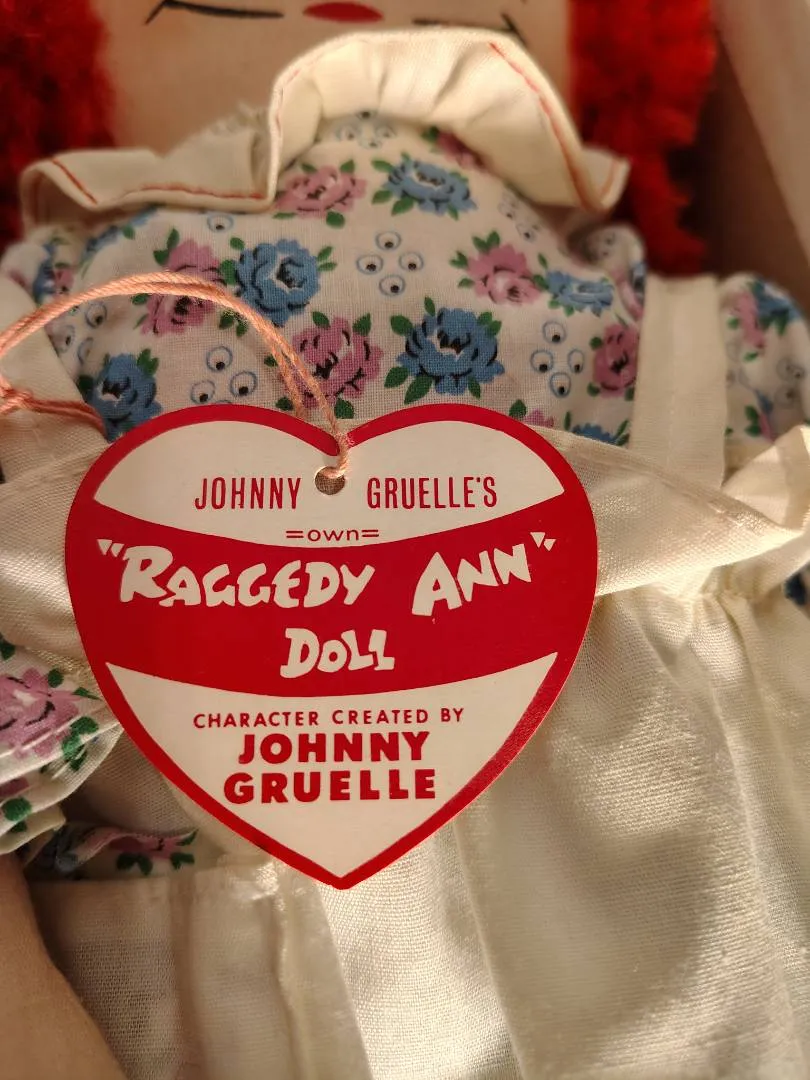 JOHNNY GRUELLE'S
=own=
"RAGGEDY ANN"
DOLL
CHARACTER CREATED BY
JOHNNY
GRUELLE